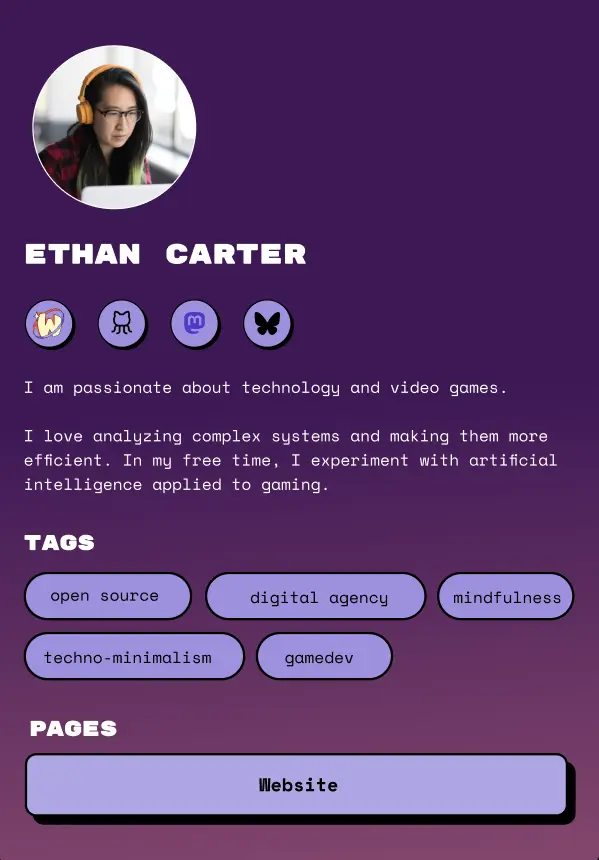 ETHAN CARTER
W
m
I am passionate about technology and video games.
I love analyzing complex systems and making them more
efficient. In my free time, I experiment with artificial
intelligence applied to gaming.
TAGS
open source digital agency mindfulness
techno-minimalism gamedev
PAGES
Website